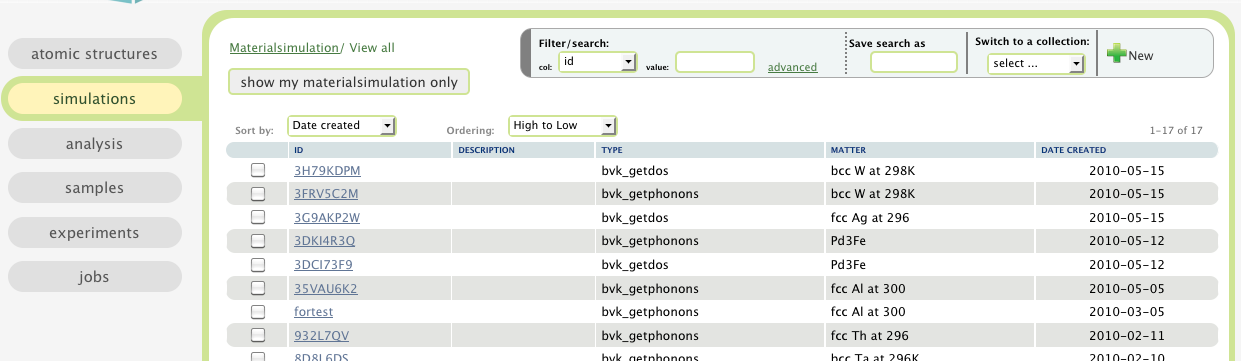 atomic structures
simulations
analysis
samples
experiments
jobs
Materialsimulation/ View all
show my materialsimulation only
Filter/search:
col: id value: advanced
Save search as
Switch to a collection:
select ...
New
Sort by: Date created Ordering: High to Low 1-17 of 17
ID DESCRIPTION TYPE MATTER DATE CREATED
3H79KDPM bvk_getdos bcc W at 298K 2010-05-15
3FRV5C2M bvk_getphonons bcc W at 298K 2010-05-15
3G9AKP2W bvk_getdos fcc Ag at 296 2010-05-15
3DKI4R3Q bvk_getphonons Pd3Fe 2010-05-12
3DCI73F9 bvk_getdos Pd3Fe 2010-05-12
35VAU6K2 bvk_getphonons fcc Al at 300 2010-05-05
fortest bvk_getphonons fcc Al at 300 2010-03-05
932L7QV bvk_getphonons fcc Th at 296 2010-02-11
8D8L6DS bvk_getphonons bcc Ta at 296K 2010-02-10